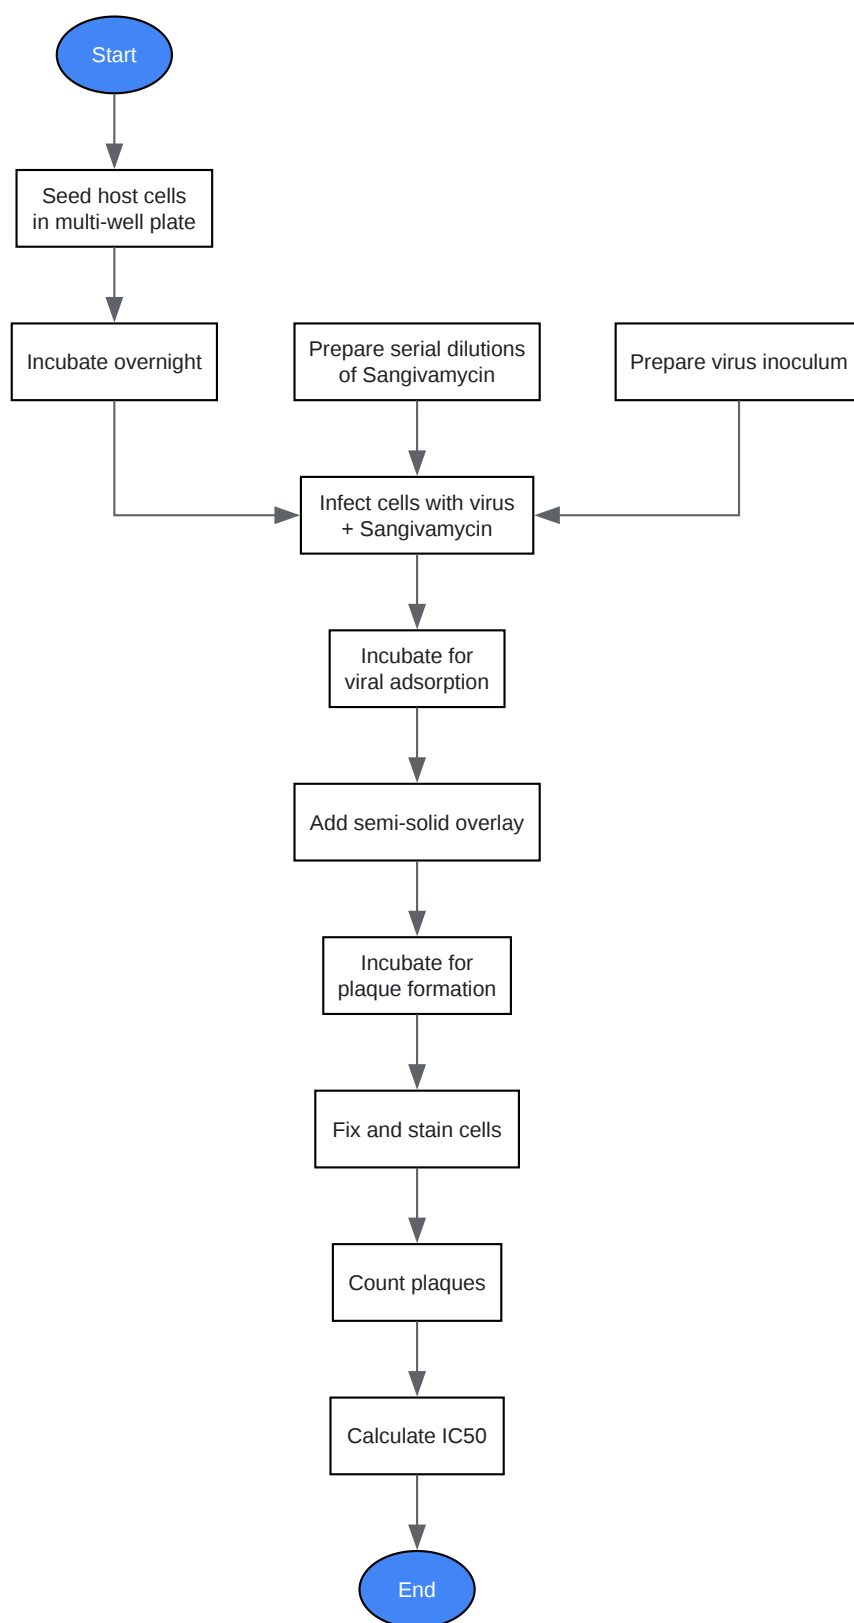 Start
Seed host cells
in multi-well plate
Incubate overnight
Prepare serial dilutions
of Sangivamycin
Prepare virus inoculum
Infect cells with virus
+ Sangivamycin
Incubate for
viral adsorption
Add semi-solid overlay
Incubate for
plaque formation
Fix and stain cells
Count plaques
Calculate IC50
End